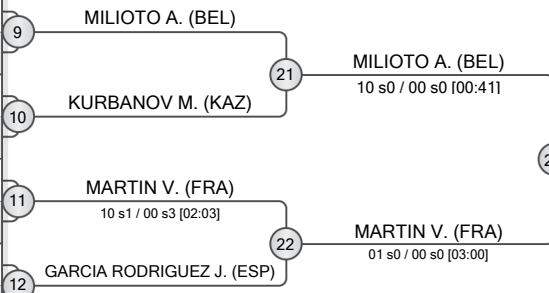 9
MILIOTO A. (BEL)
21
MILIOTO A. (BEL)
10 s0 / 00 s0 [00:41]
10
KURBANOV M. (KAZ)
11
MARTIN V. (FRA)
10 s1 / 00 s3 [02:03]
22
MARTIN V. (FRA)
01 s0 / 00 s0 [03:00]
12
GARCIA RODRIGUEZ J. (ESP)